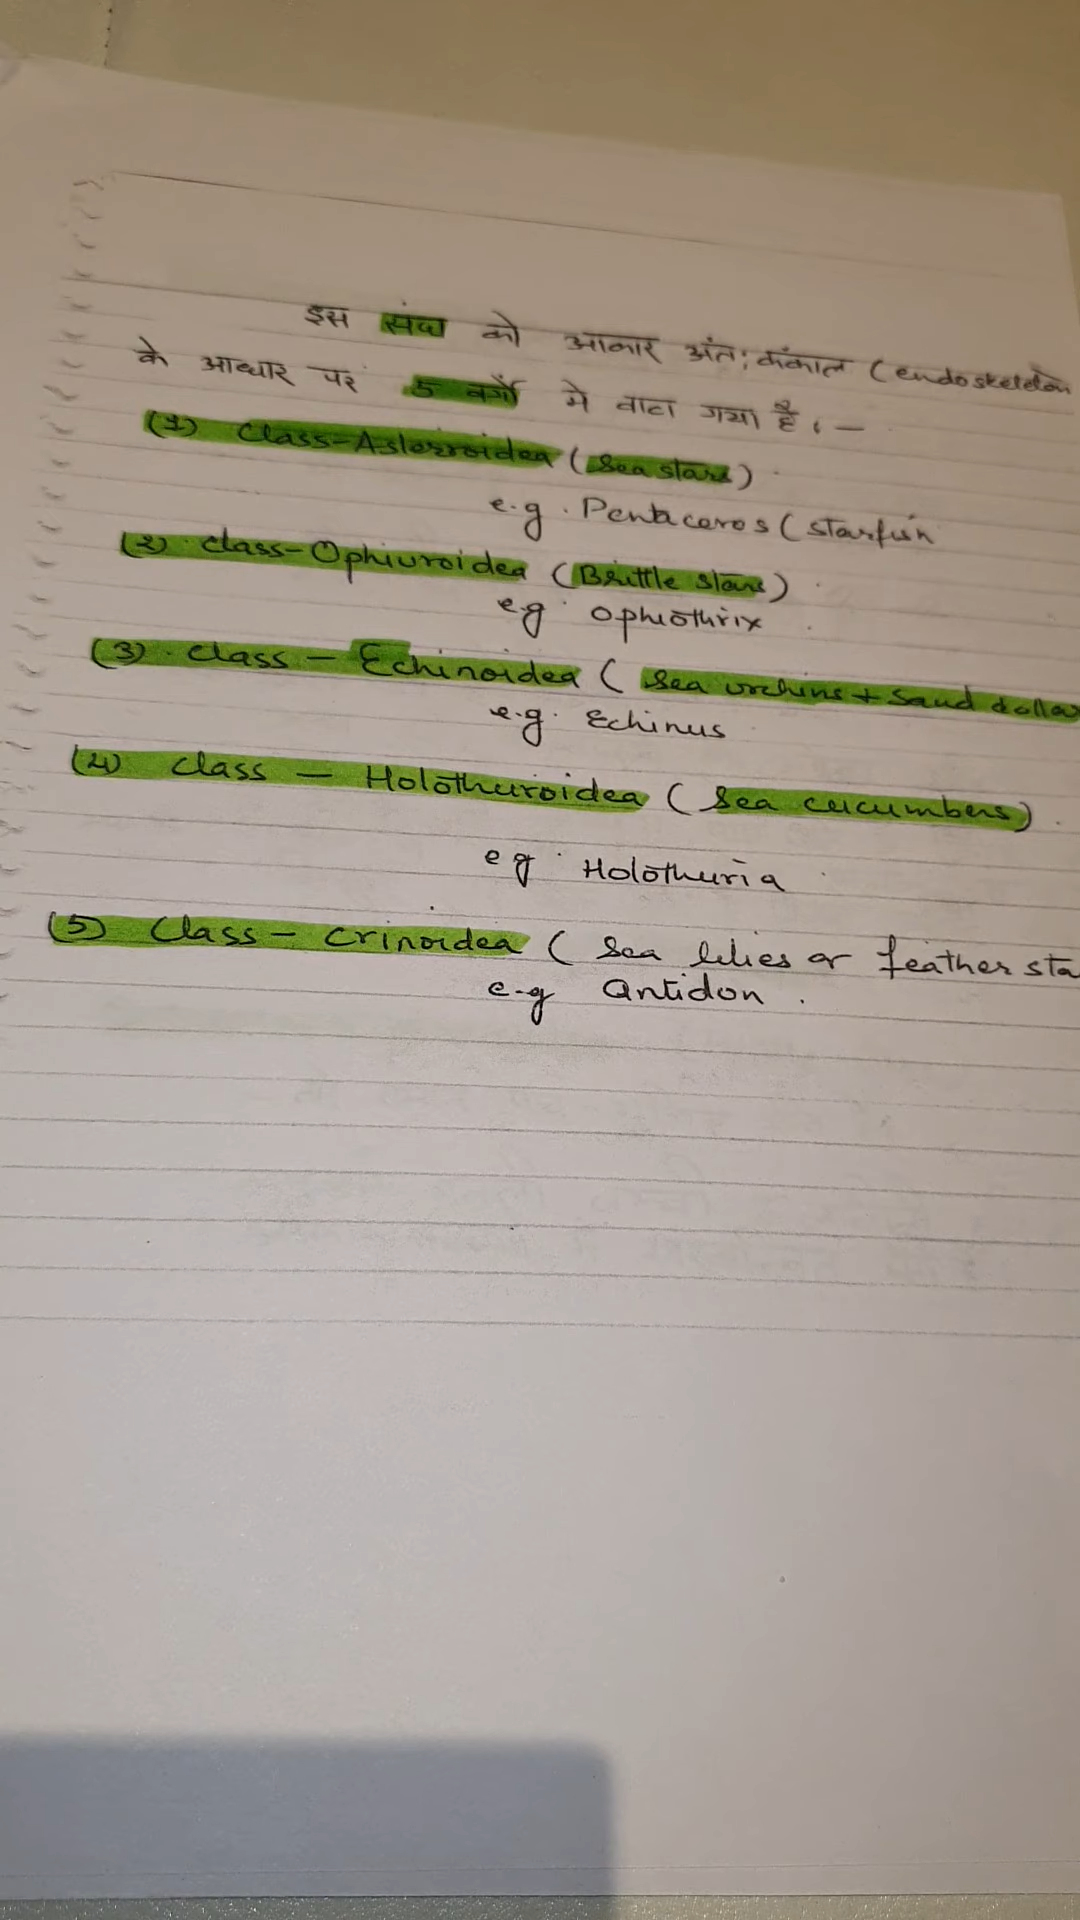 इस संघ को आकार अंत: कंकाल (endoskeleton
के आधार पर 5 वर्गों मे बाटा गया है। —
(1) Class-Asteroidea (Sea stars)
e.g. Pentaceros (starfish
(2) class-Ophiuroidea (Brittle stars)
e.g Ophiothrix
(3) class — Echinoidea ( Sea urchins + Sand dolla
e.g. Echinus
(4) class — Holothuroidea ( Sea cucumbers)
eg Holothuria
(5) Class — crinoidea ( Sea lilies or feather sta
e.g Antidon .